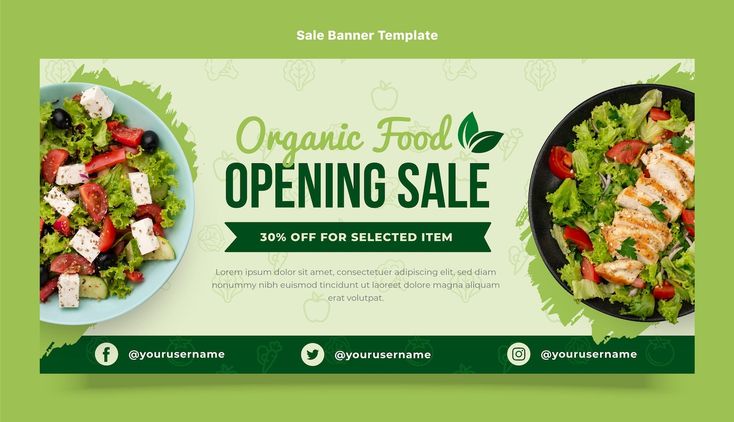 Sale Banner Template
Organic Food
OPENING SALE
30% OFF FOR SELECTED ITEM
Lorem ipsum dolor sit amet, consectetuer adipiscing elit, sed
diam nonummy nibh euismod tincidunt ut laoreet dolore magna aliquam
erat volutpat.
@yourusername
@yourusername
@yourusername